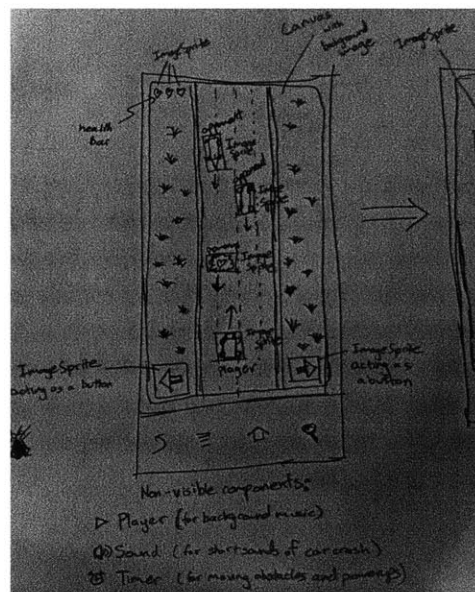 ImageSprite
Canvas with
background
image
ImageSprite
health
bar
opponent
Image
Sprite
opponent
Image
Sprite
Image
Sprite
Image
Sprite
Player
ImageSprite
acting as a button
ImageSprite
acting as
a button
Non-visible components:
Player (for background music)
Sound (for short sands of car crash)
Timer (for moving obstacles and powerups)